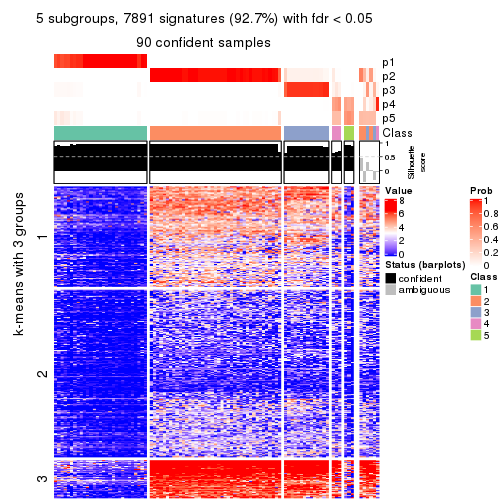 5 subgroups, 7891 signatures (92.7%) with fdr < 0.05
90 confident samples
p1
p2
p3
p4
p5
Class
1
0.5
0
Silhouette
score
k-means with 3 groups
1
2
3
Value
8
6
4
2
0
Status (barplots)
confident
ambiguous
Prob
1
0.8
0.6
0.4
0.2
0
Class
1
2
3
4
5